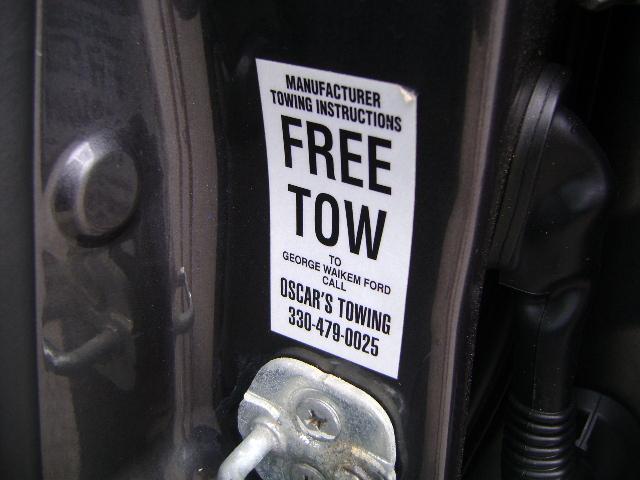 MANUFACTURER
TOWING INSTRUCTIONS
FREE
TOW
TO
GEORGE WAIKEM FORD
CALL
OSCAR'S TOWING
330-479-0025